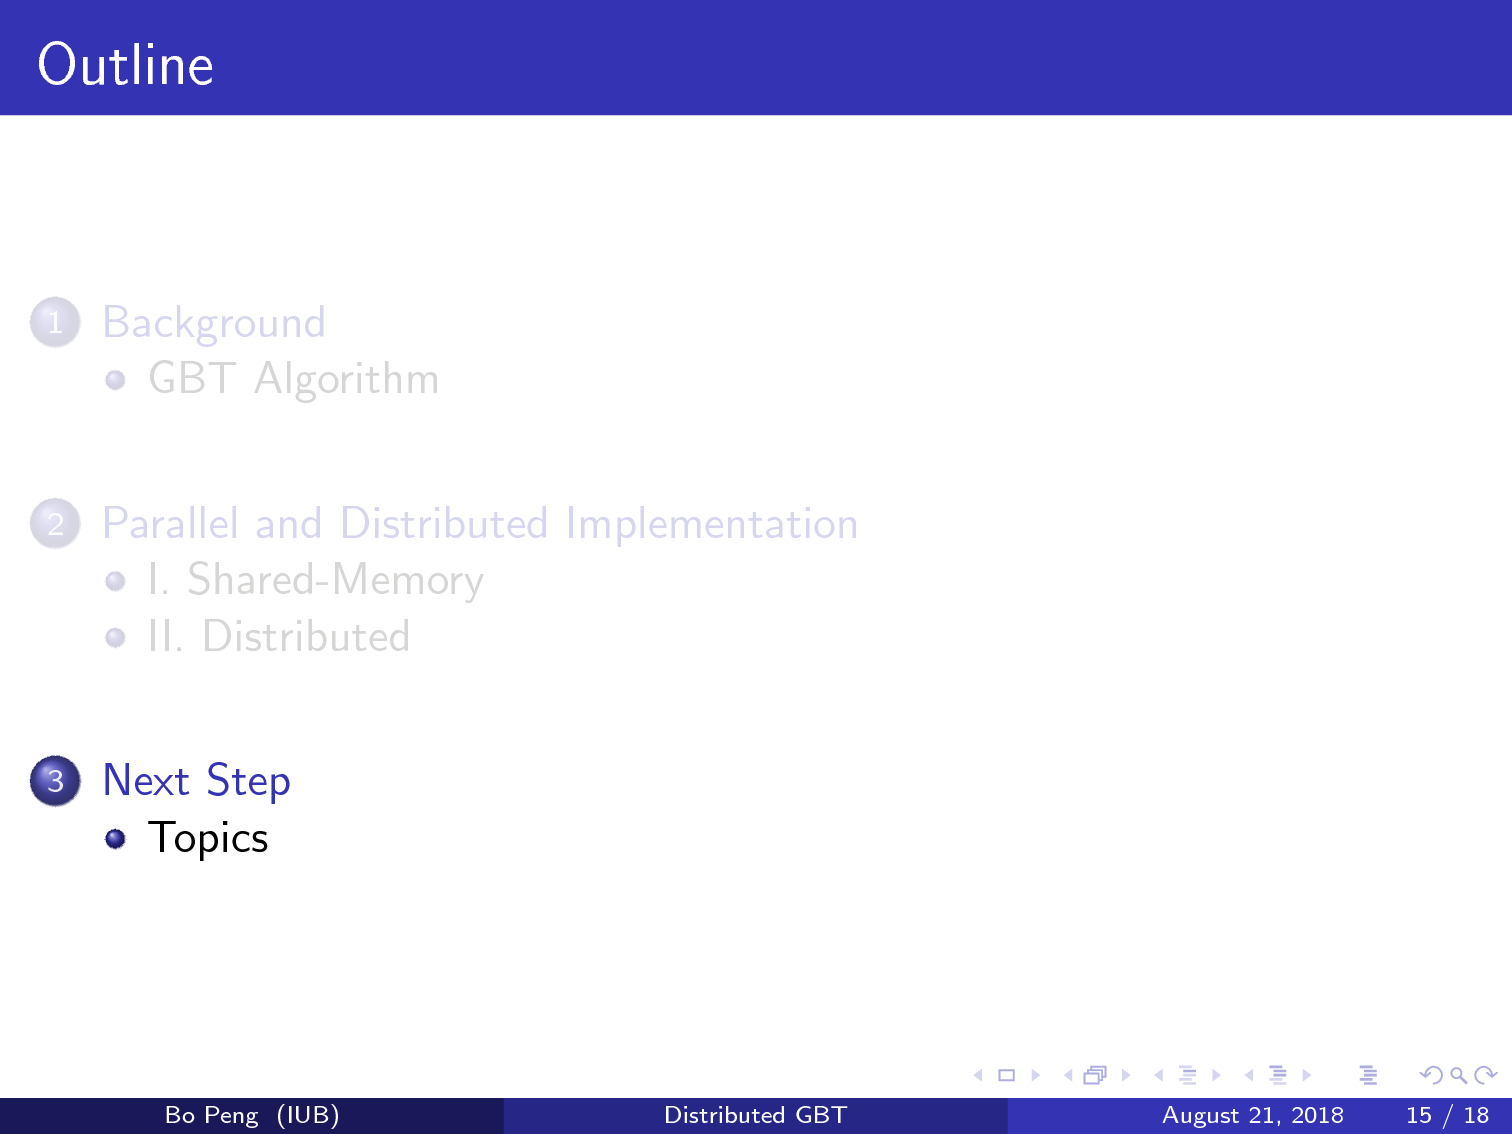 Outline
1 Background
GBT Algorithm
2 Parallel and Distributed Implementation
I. Shared-Memory
II. Distributed
3 Next Step
Topics
Bo Peng (IUB) Distributed GBT August 21, 2018 15 / 18